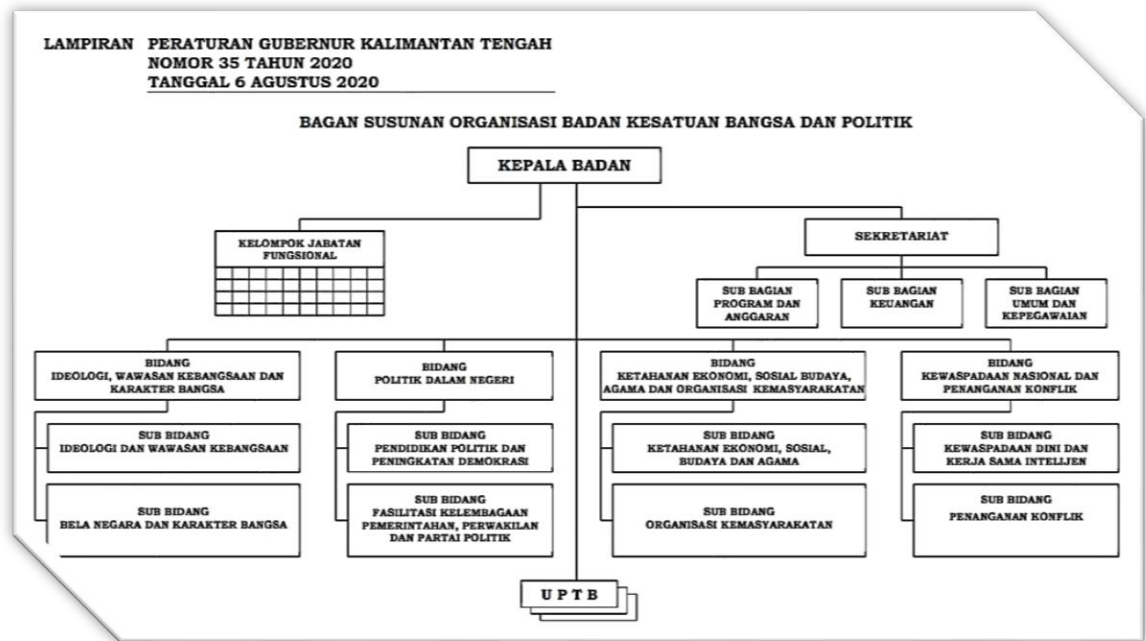 LAMPIRAN PERATURAN GUBERNUR KALIMANTAN TENGAH
NOMOR 35 TAHUN 2020
TANGGAL 6 AGUSTUS 2020
BAGAN SUSUNAN ORGANISASI BADAN KESATUAN BANGSA DAN POLITIK
KEPALA BADAN
KELOMPOK JABATAN
FUNGSIONAL
SEKRETARIAT
SUB BAGIAN
PROGRAM DAN
ANGGARAN
SUB BAGIAN
KEUANGAN
SUB BAGIAN
UMUM DAN
KEPEGAWAIAN
BIDANG
IDEOLOGI, WAWASAN KEBANGSAAN DAN
KARAKTER BANGSA
BIDANG
POLITIK DALAM NEGERI
BIDANG
KETAHANAN EKONOMI, SOSIAL BUDAYA,
AGAMA DAN ORGANISASI KEMASYARAKATAN
BIDANG
KEWASPADAAN NASIONAL DAN
PENANGANAN KONFLIK
SUB BIDANG
IDEOLOGI DAN WAWASAN KEBANGSAAN
SUB BIDANG
PENDIDIKAN POLITIK DAN
PENINGKATAN DEMOKRASI
SUB BIDANG
KETAHANAN EKONOMI, SOSIAL,
BUDAYA DAN AGAMA
SUB BIDANG
KEWASPADAAN DINI DAN
KERJA SAMA INTELIJEN
SUB BIDANG
BELA NEGARA DAN KARAKTER BANGSA
SUB BIDANG
FASILITASI KELEMBAGAAN
PEMERINTAHAN, PERWAKILAN
DAN PARTAI POLITIK
SUB BIDANG
ORGANISASI KEMASYARAKATAN
SUB BIDANG
PENANGANAN KONFLIK
U P T B